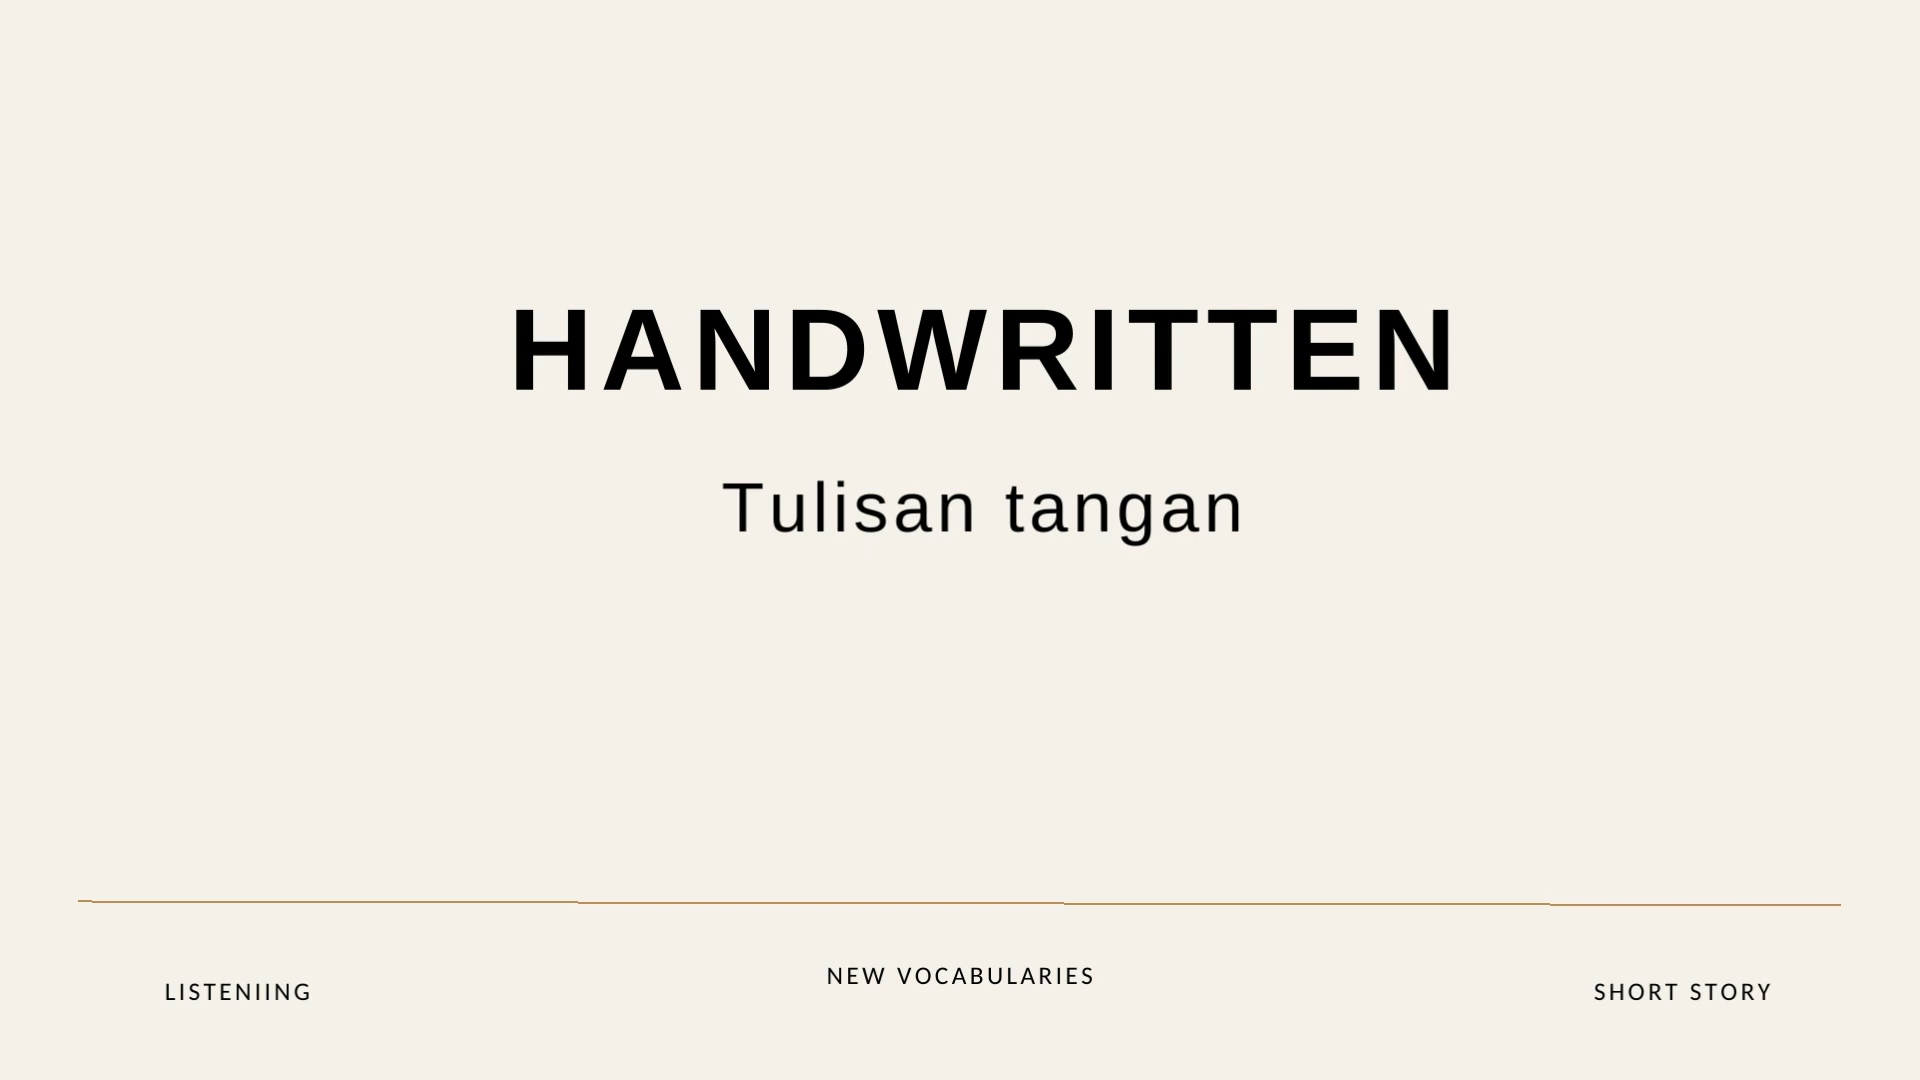 HANDWRITTEN
Tulisan tangan
LISTENIING
NEW VOCABULARIES
SHORT STORY